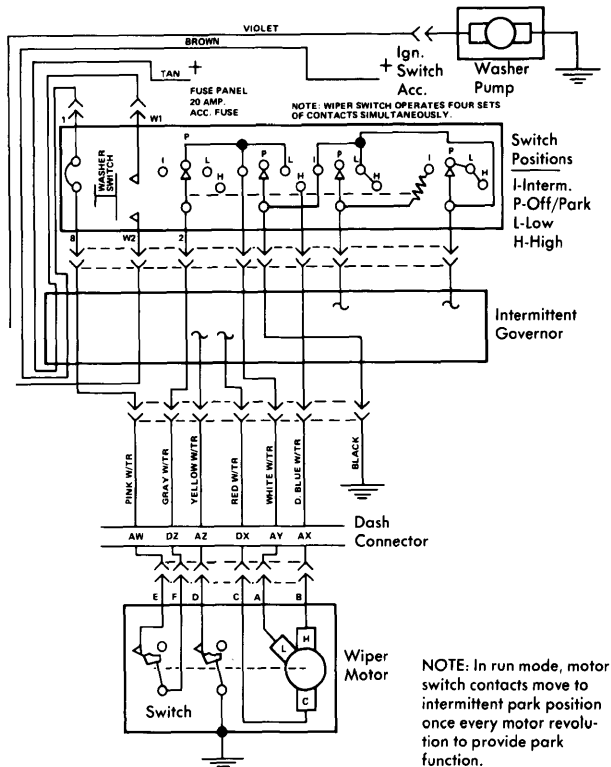 VIOLET
BROWN
TAN
+
FUSE PANEL
20 AMP.
ACC. FUSE
+
Ign.
Switch
Acc.
Washer
Pump
NOTE: WIPER SWITCH OPERATES FOUR SETS
OF CONTACTS SIMULTANEOUSLY.
1
W1
WASHER
SWITCH
P
I
L
H
P
L
H
I
P
L
H
I
P
L
H
8
W2
2
Switch
Positions
I-Interm.
P-Off/Park
L-Low
H-High
Intermittent
Governor
PINK W/TR
GRAY W/TR
YELLOW W/TR
RED W/TR
WHITE W/TR
D. BLUE W/TR
BLACK
AW
DZ
AZ
DX
AY
AX
Dash
Connector
E
F
D
C
A
B
L
H
C
Switch
Wiper
Motor
NOTE: In run mode, motor
switch contacts move to
intermittent park position
once every motor revolu-
tion to provide park
function.